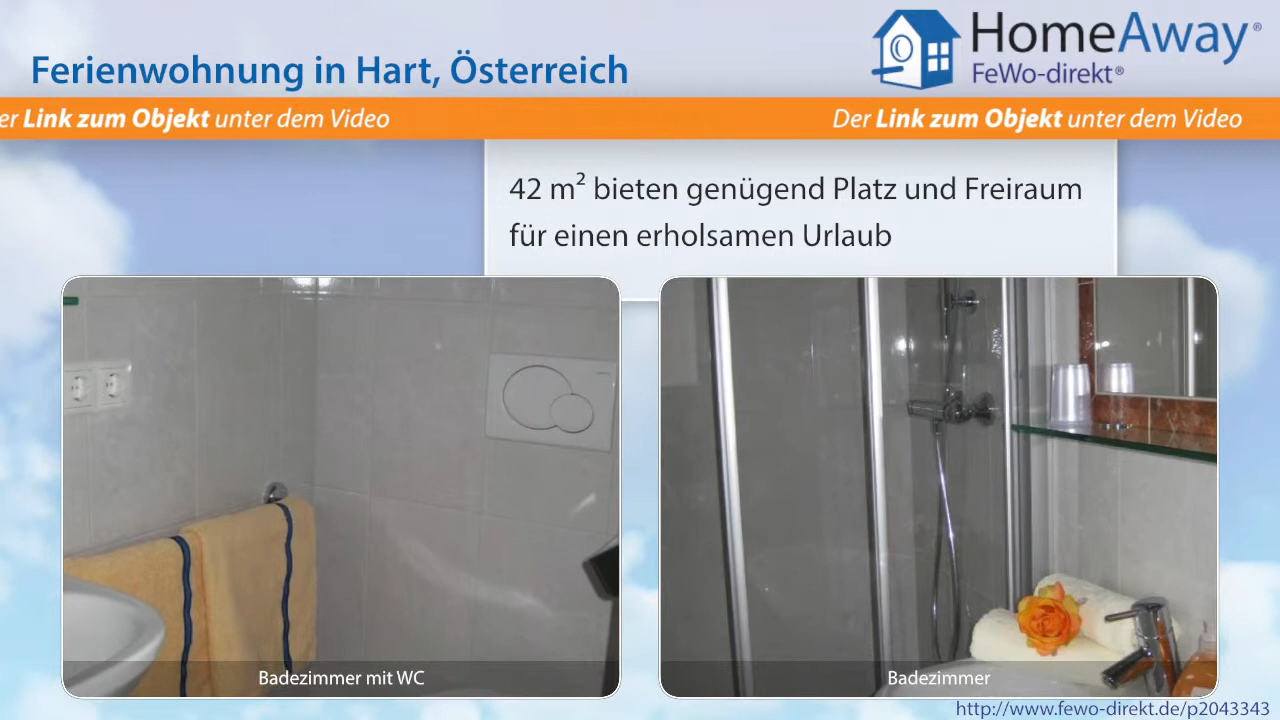 Ferienwohnung in Hart, Österreich
HomeAway®
FeWo-direkt®
er Link zum Objekt unter dem Video
Der Link zum Objekt unter dem Video
42 m² bieten genügend Platz und Freiraum
für einen erholsamen Urlaub
Badezimmer mit WC
Badezimmer
http://www.fewo-direkt.de/p2043343